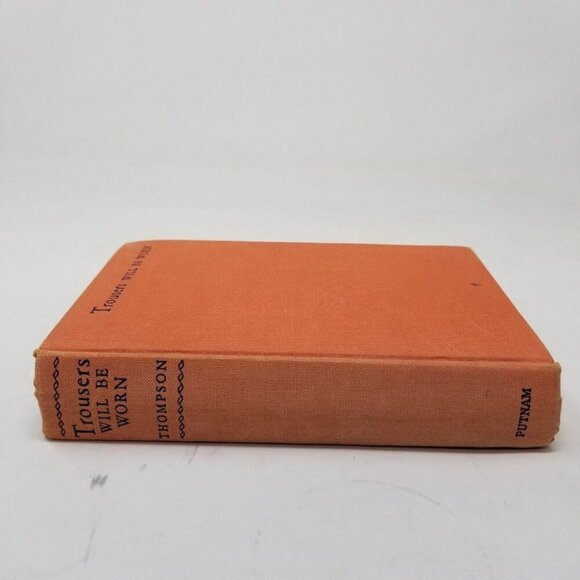 Trousers WILL BE WORN
Trousers
WILL BE
WORN
THOMPSON
PUTNAM